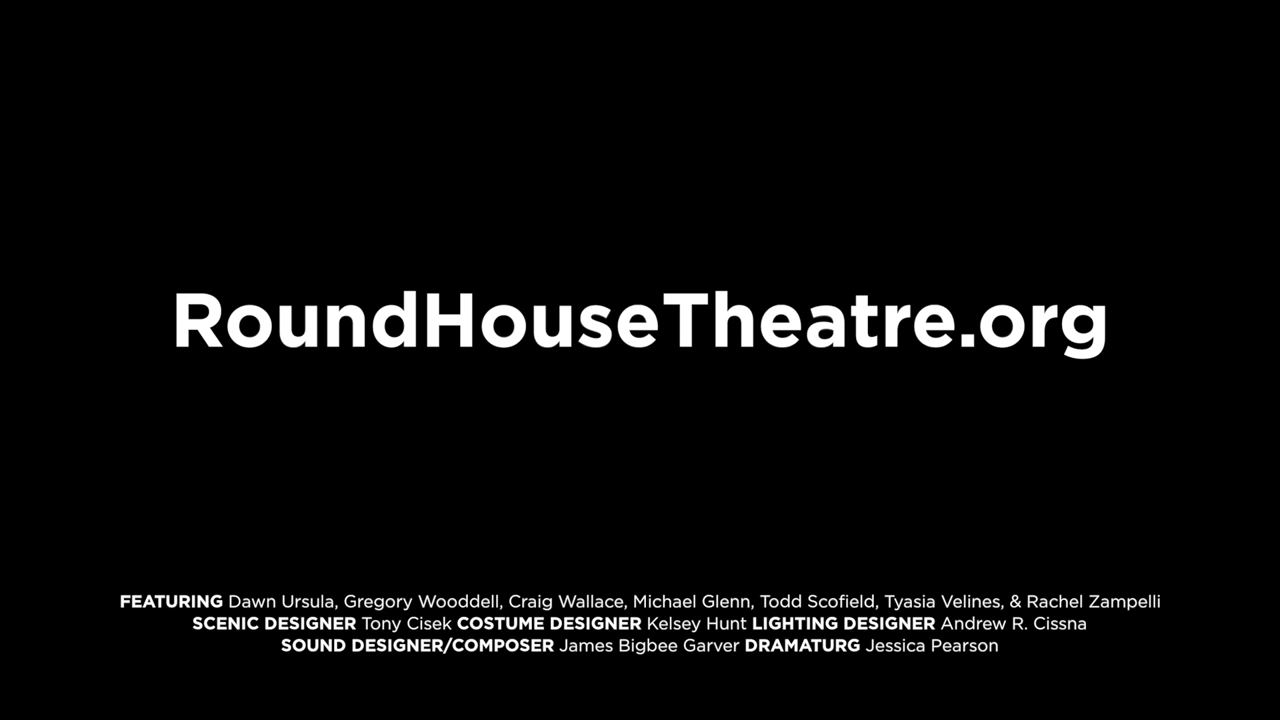 RoundHouseTheatre.org
FEATURING Dawn Ursula, Gregory Wooddell, Craig Wallace, Michael Glenn, Todd Scofield, Tyasia Velines, & Rachel Zampelli
SCENIC DESIGNER Tony Cisek COSTUME DESIGNER Kelsey Hunt LIGHTING DESIGNER Andrew R. Cissna
SOUND DESIGNER/COMPOSER James Bigbee Garver DRAMATURG Jessica Pearson